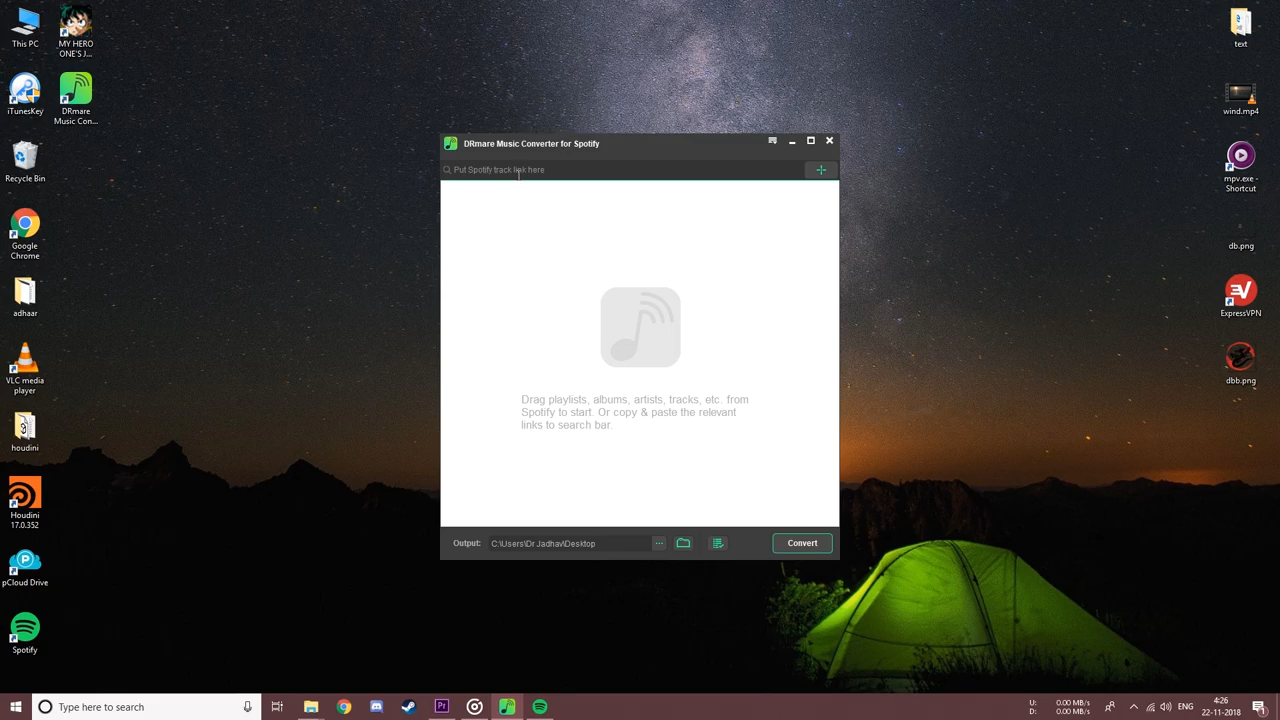 This PC
MY HERO
ONE'S J...
iTunesKey
DRmare
Music Con...
Recycle Bin
Google
Chrome
adhaar
VLC media
player
houdini
Houdini
17.0.352
pCloud Drive
Spotify
DRmare Music Converter for Spotify
Put Spotify track link here
Drag playlists, albums, artists, tracks, etc. from
Spotify to start. Or copy & paste the relevant
links to search bar.
Output:
C:\Users\Dr.Jadhav\Desktop
...
Convert
text
wind.mp4
mpv.exe -
Shortcut
db.png
ExpressVPN
dbb.png
Type here to search
Pr
U: 0.00 MB/s
D: 0.00 MB/s
ENG
4:26
22-11-2018
1